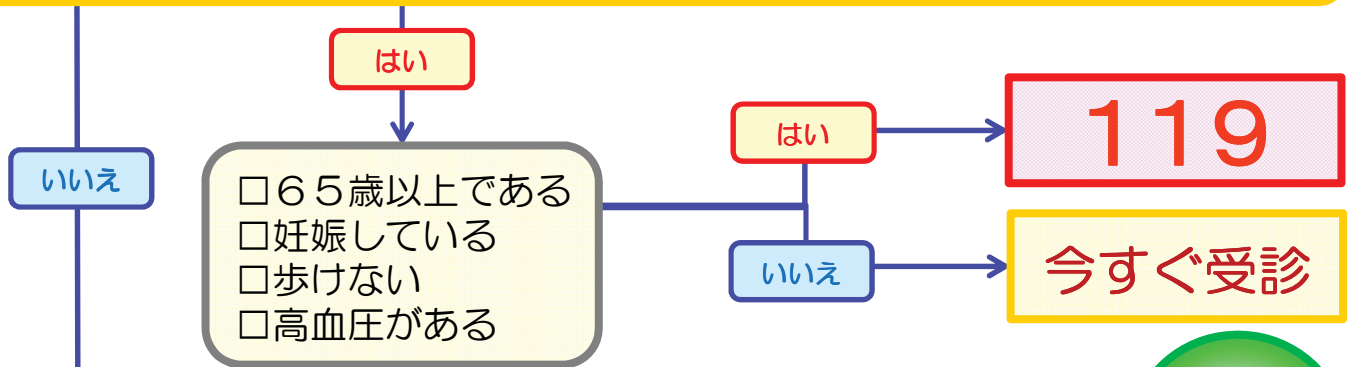 はい
いいえ
□６５歳以上である
□妊娠している
□歩けない
□高血圧がある
はい
１１９
いいえ
今すぐ受診